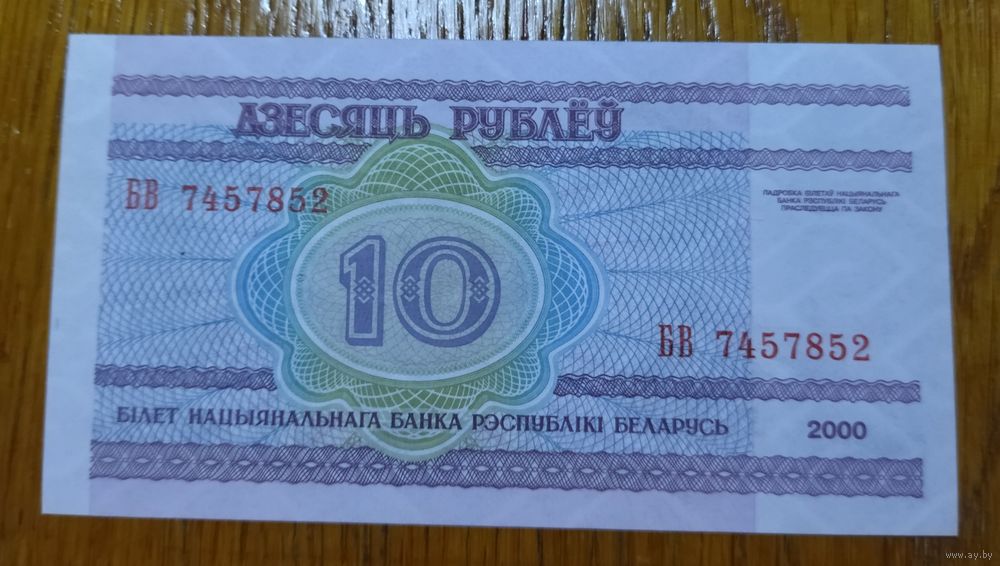 ДЗЕСЯЦЬ РУБЛЁЎ
БВ 7457852
ПАДРОБКА БІЛЕТАЎ НАЦЫЯНАЛЬНАГА
БАНКА РЭСПУБЛІКІ БЕЛАРУСЬ
ПРАСЛЕДУЕЦЦА ПА ЗАКОНУ
10
БВ 7457852
БІЛЕТ НАЦЫЯНАЛЬНАГА БАНКА РЭСПУБЛІКІ БЕЛАРУСЬ 2000
www.ay.by